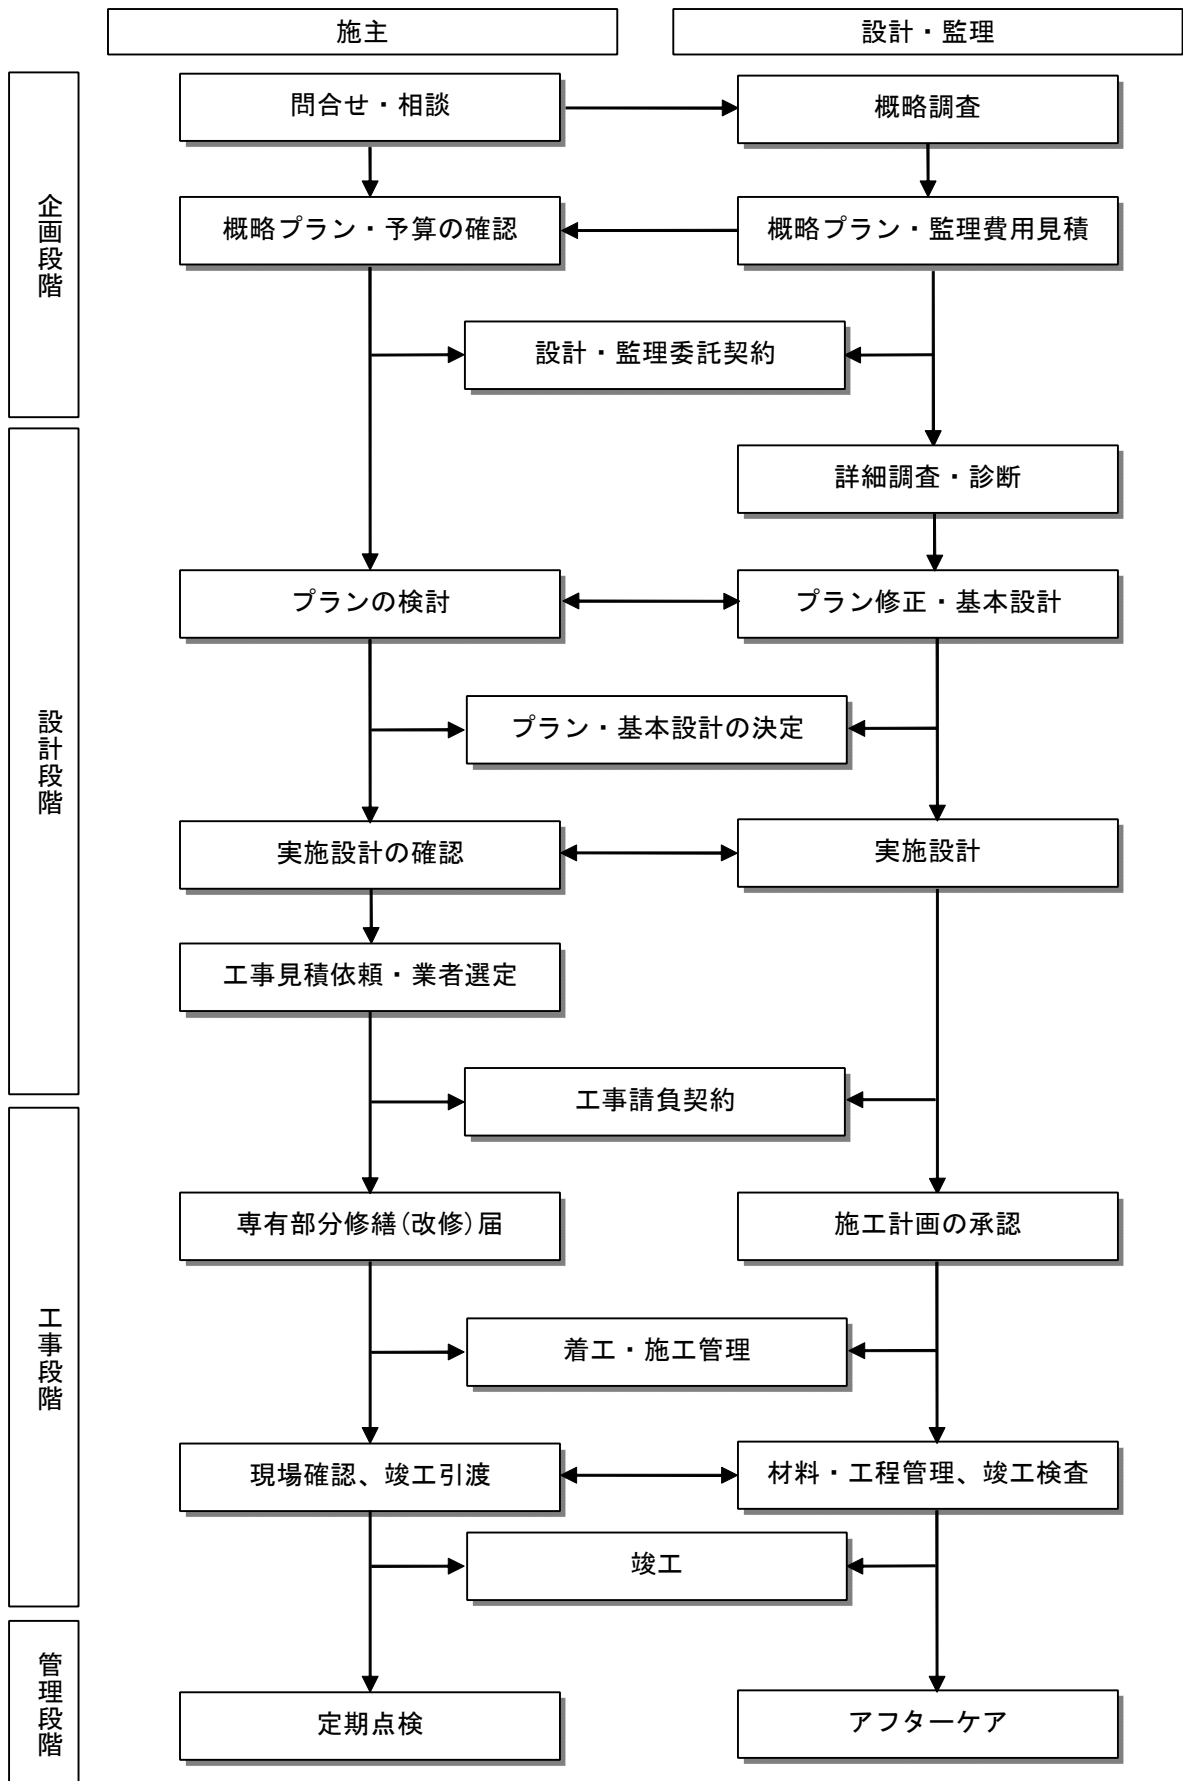 施主
設計・監理
企画段階
問合せ・相談
概略調査
概略プラン・予算の確認
概略プラン・監理費用見積
設計・監理委託契約
設計段階
詳細調査・診断
プランの検討
プラン修正・基本設計
プラン・基本設計の決定
実施設計の確認
実施設計
工事見積依頼・業者選定
工事請負契約
工事段階
専有部分修繕(改修)届
施工計画の承認
着工・施工管理
現場確認、竣工引渡
材料・工程管理、竣工検査
竣工
管理段階
定期点検
アフターケア